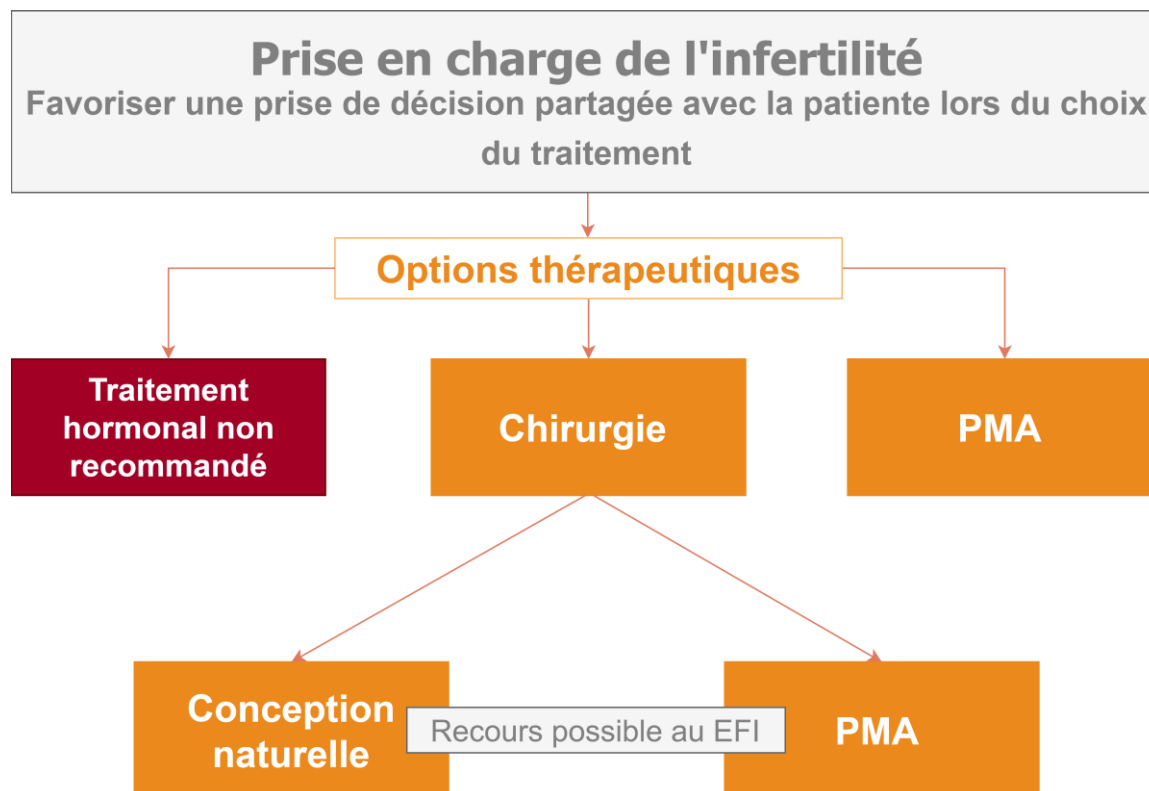 Prise en charge de l'infertilité
Favoriser une prise de décision partagée avec la patiente lors du choix
du traitement
Options thérapeutiques
Traitement
hormonal non
recommandé
Chirurgie
PMA
Conception
naturelle
Recours possible au EFI
PMA